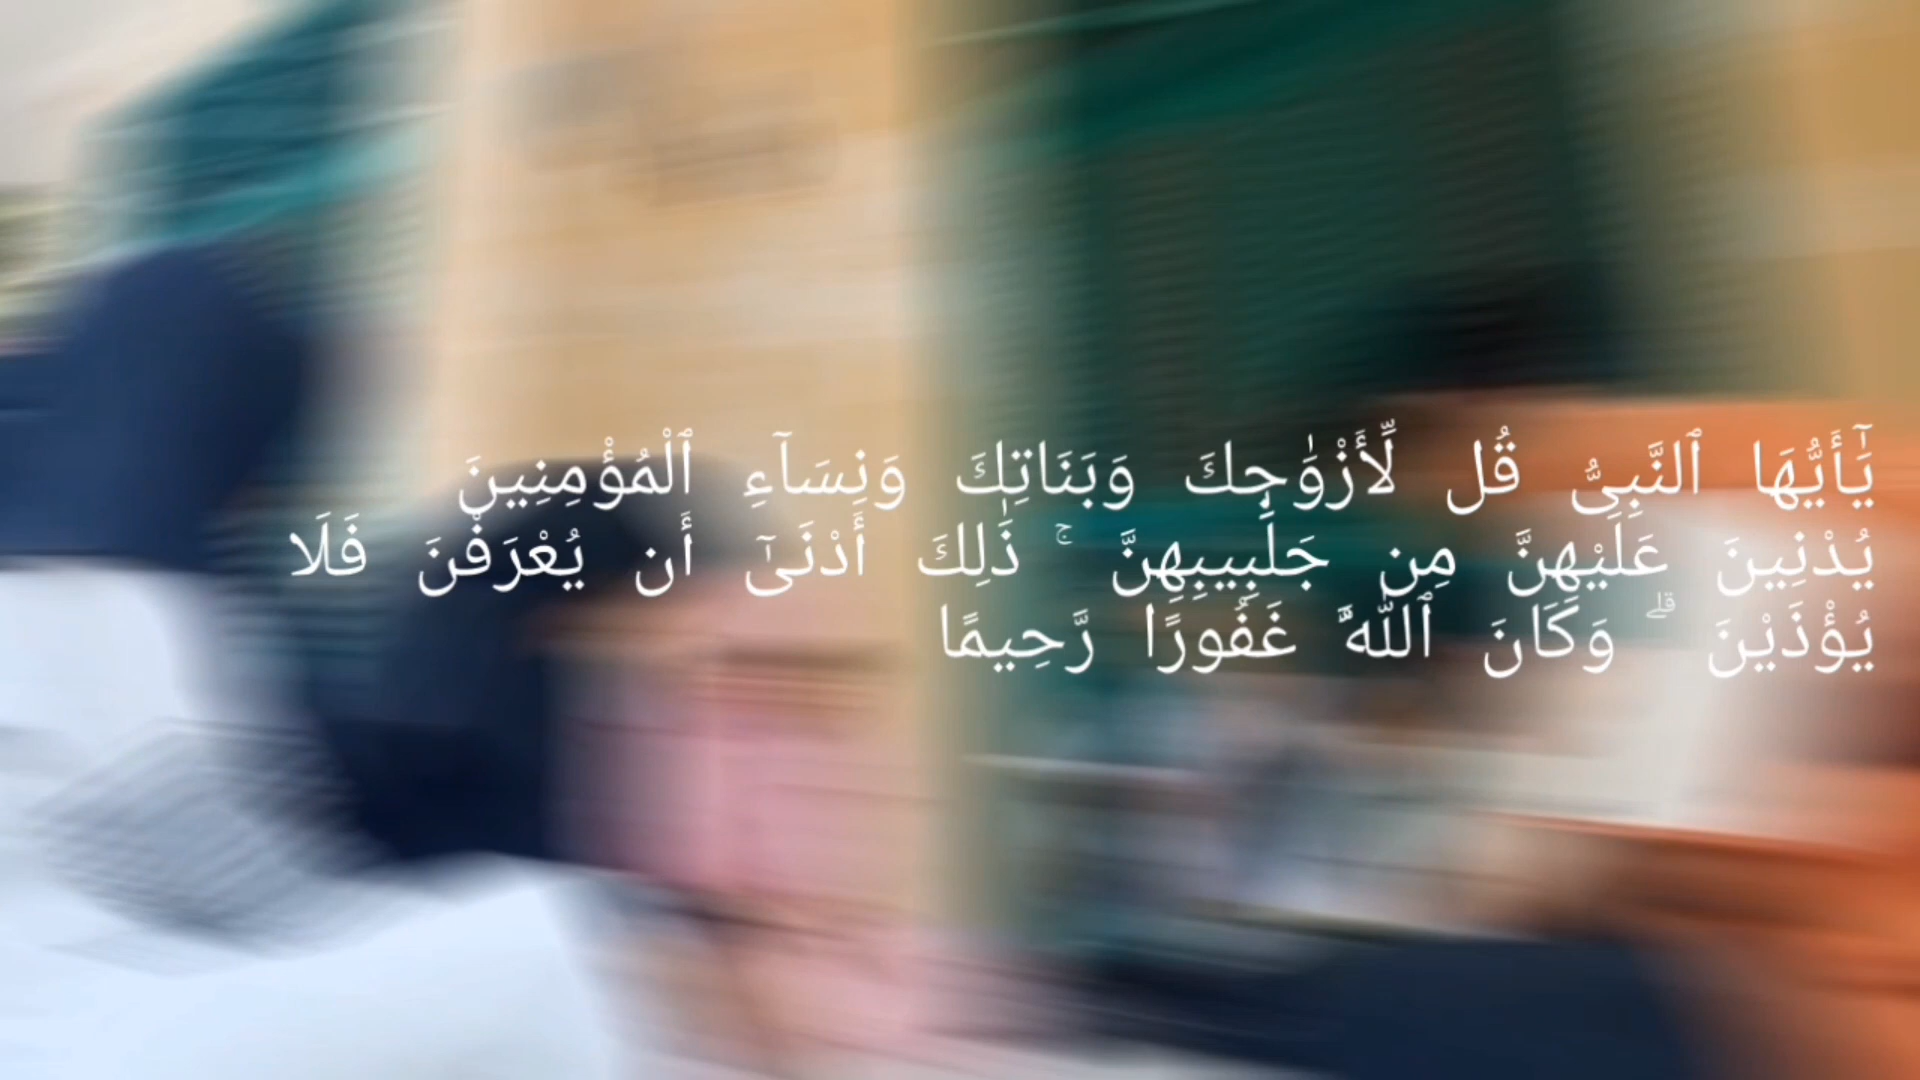 يَٰٓأَيُّهَا ٱلنَّبِىُّ قُل لِّأَزْوَٰجِكَ وَبَنَاتِكَ وَنِسَآءِ ٱلْمُؤْمِنِينَ
يُدْنِينَ عَلَيْهِنَّ مِن جَلَٰبِيبِهِنَّ ۚ ذَٰلِكَ أَدْنَىٰٓ أَن يُعْرَفْنَ فَلَا
يُؤْذَيْنَ ۗ وَكَانَ ٱللَّهُ غَفُورًا رَّحِيمًا